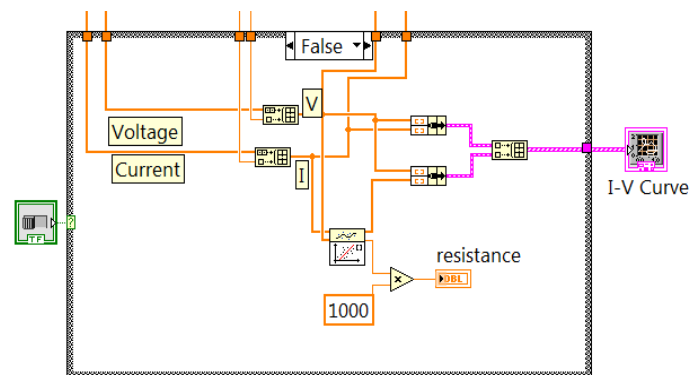 False
V
Voltage
Current
I
TF
?
I-V Curve
resistance
DBL
1000
x